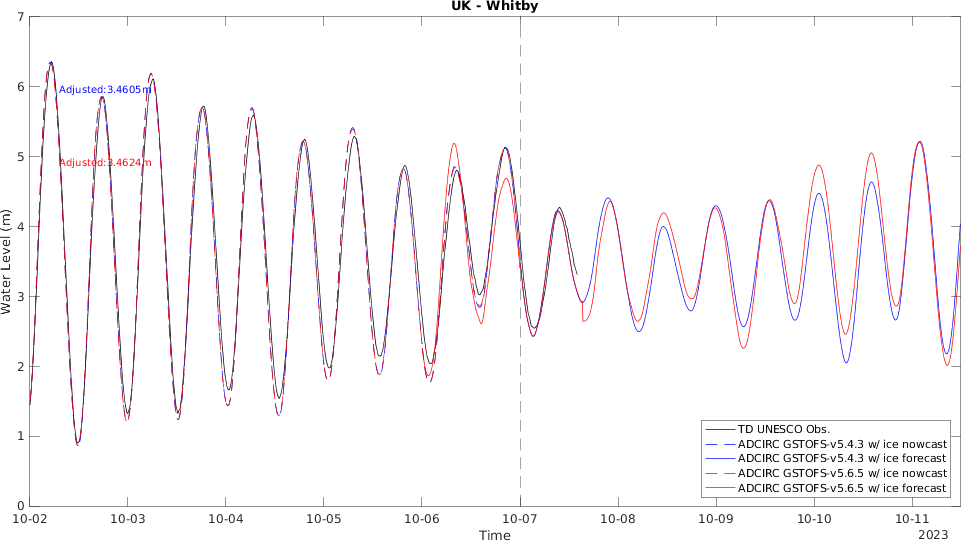 UK - Whitby
7
6
5
4
3
2
1
0
Water Level (m)
Adjusted:3.4605m
Adjusted:3.4624m
TD UNESCO Obs.
ADCIRC GSTOFS-v5.4.3 w/ ice nowcast
ADCIRC GSTOFS-v5.4.3 w/ ice forecast
ADCIRC GSTOFS-v5.6.5 w/ ice nowcast
ADCIRC GSTOFS-v5.6.5 w/ ice forecast
10-02 10-03 10-04 10-05 10-06 10-07 10-08 10-09 10-10 10-11
Time
2023